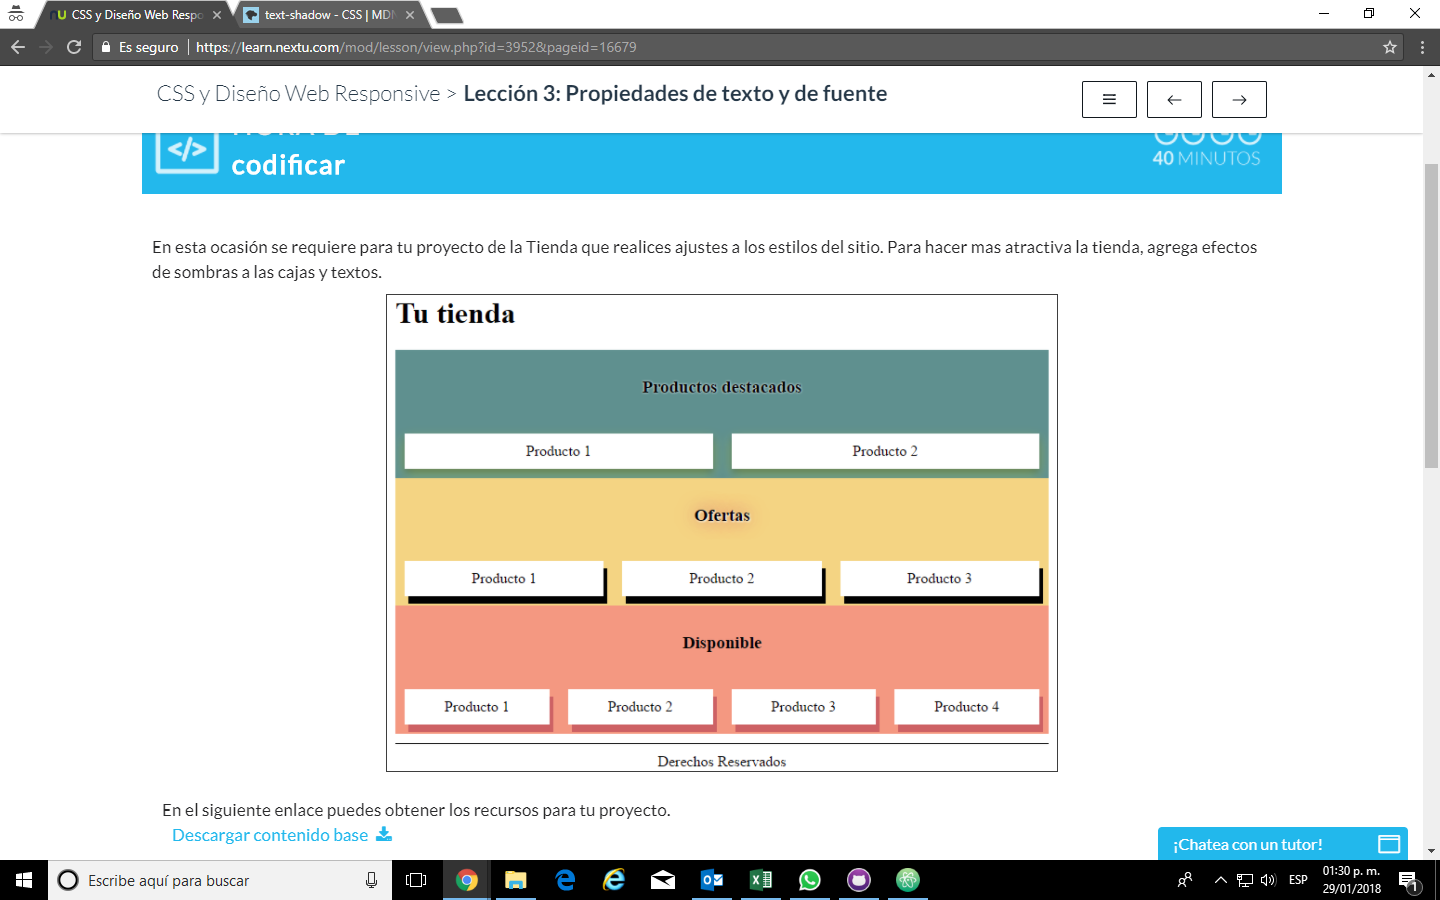 CSS y Diseño Web Respo
text-shadow - CSS | MDN
Es seguro
https://learn.nextu.com/mod/lesson/view.php?id=3952&pageid=16679
CSS y Diseño Web Responsive > Lección 3: Propiedades de texto y de fuente
codificar
40 MINUTOS
En esta ocasión se requiere para tu proyecto de la Tienda que realices ajustes a los estilos del sitio. Para hacer mas atractiva la tienda, agrega efectos
de sombras a las cajas y textos.
Tu tienda
Productos destacados
Producto 1 Producto 2
Ofertas
Producto 1 Producto 2 Producto 3
Disponible
Producto 1 Producto 2 Producto 3 Producto 4
Derechos Reservados
En el siguiente enlace puedes obtener los recursos para tu proyecto.
Descargar contenido base
¡Chatea con un tutor!
Escribe aquí para buscar
ESP
01:30 p. m.
29/01/2018
1